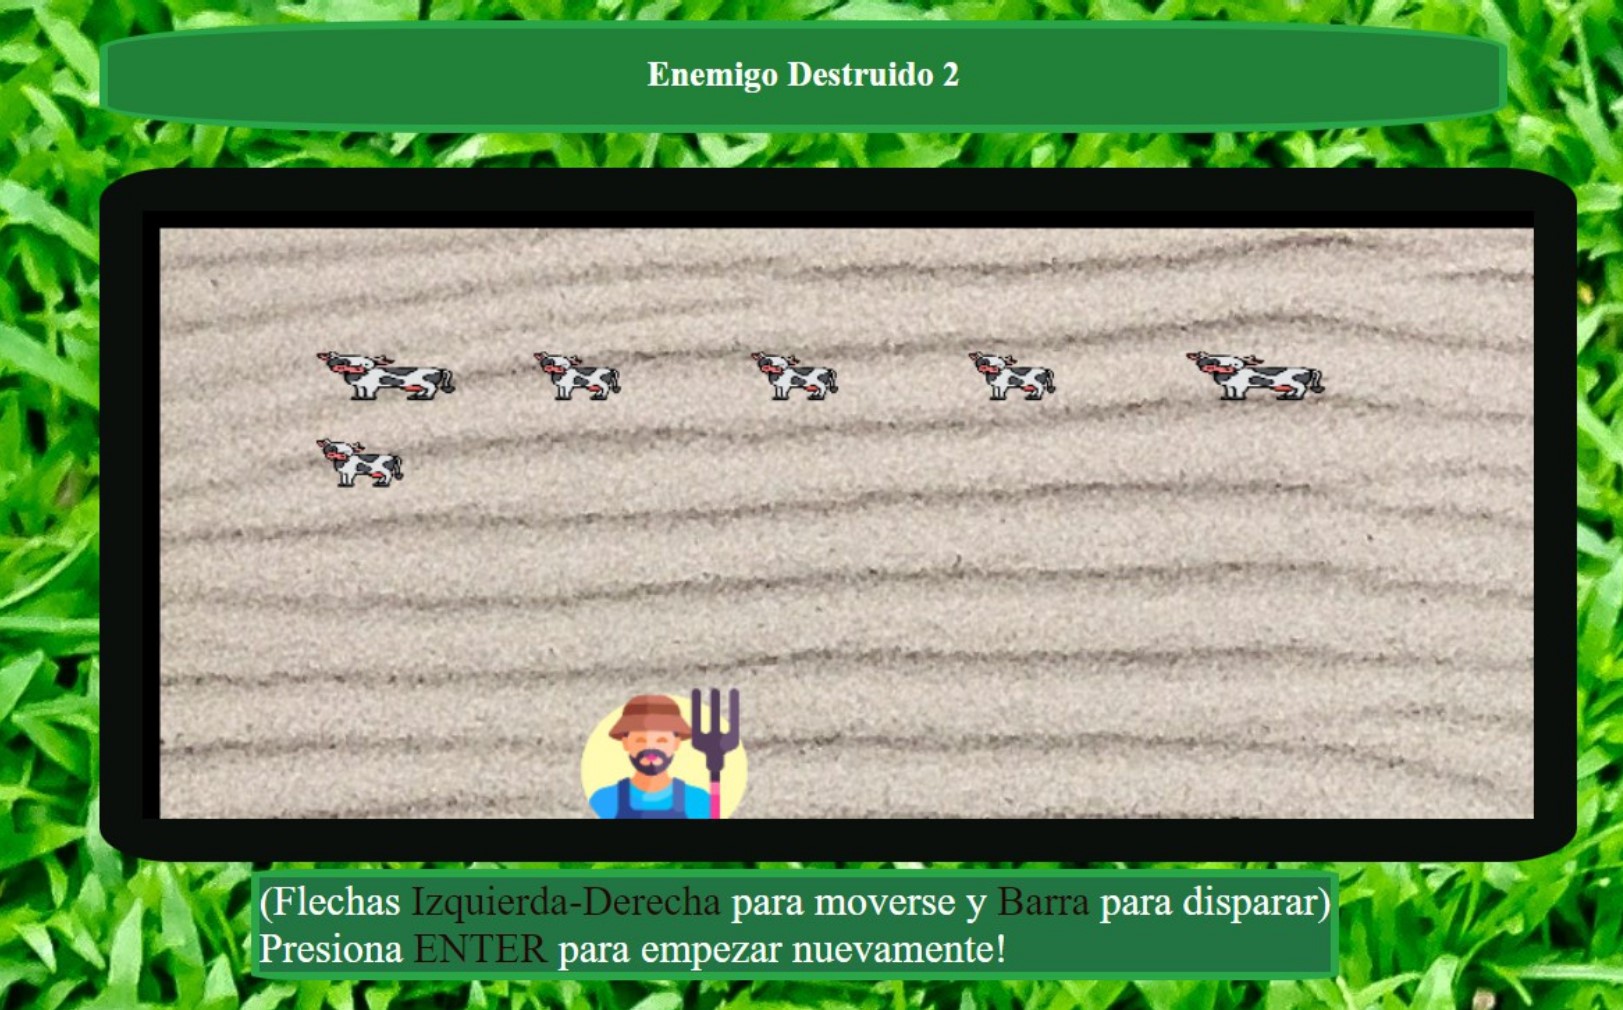 Enemigo Destruido 2
(Flechas Izquierda-Derecha para moverse y Barra para disparar)
Presiona ENTER para empezar nuevamente!